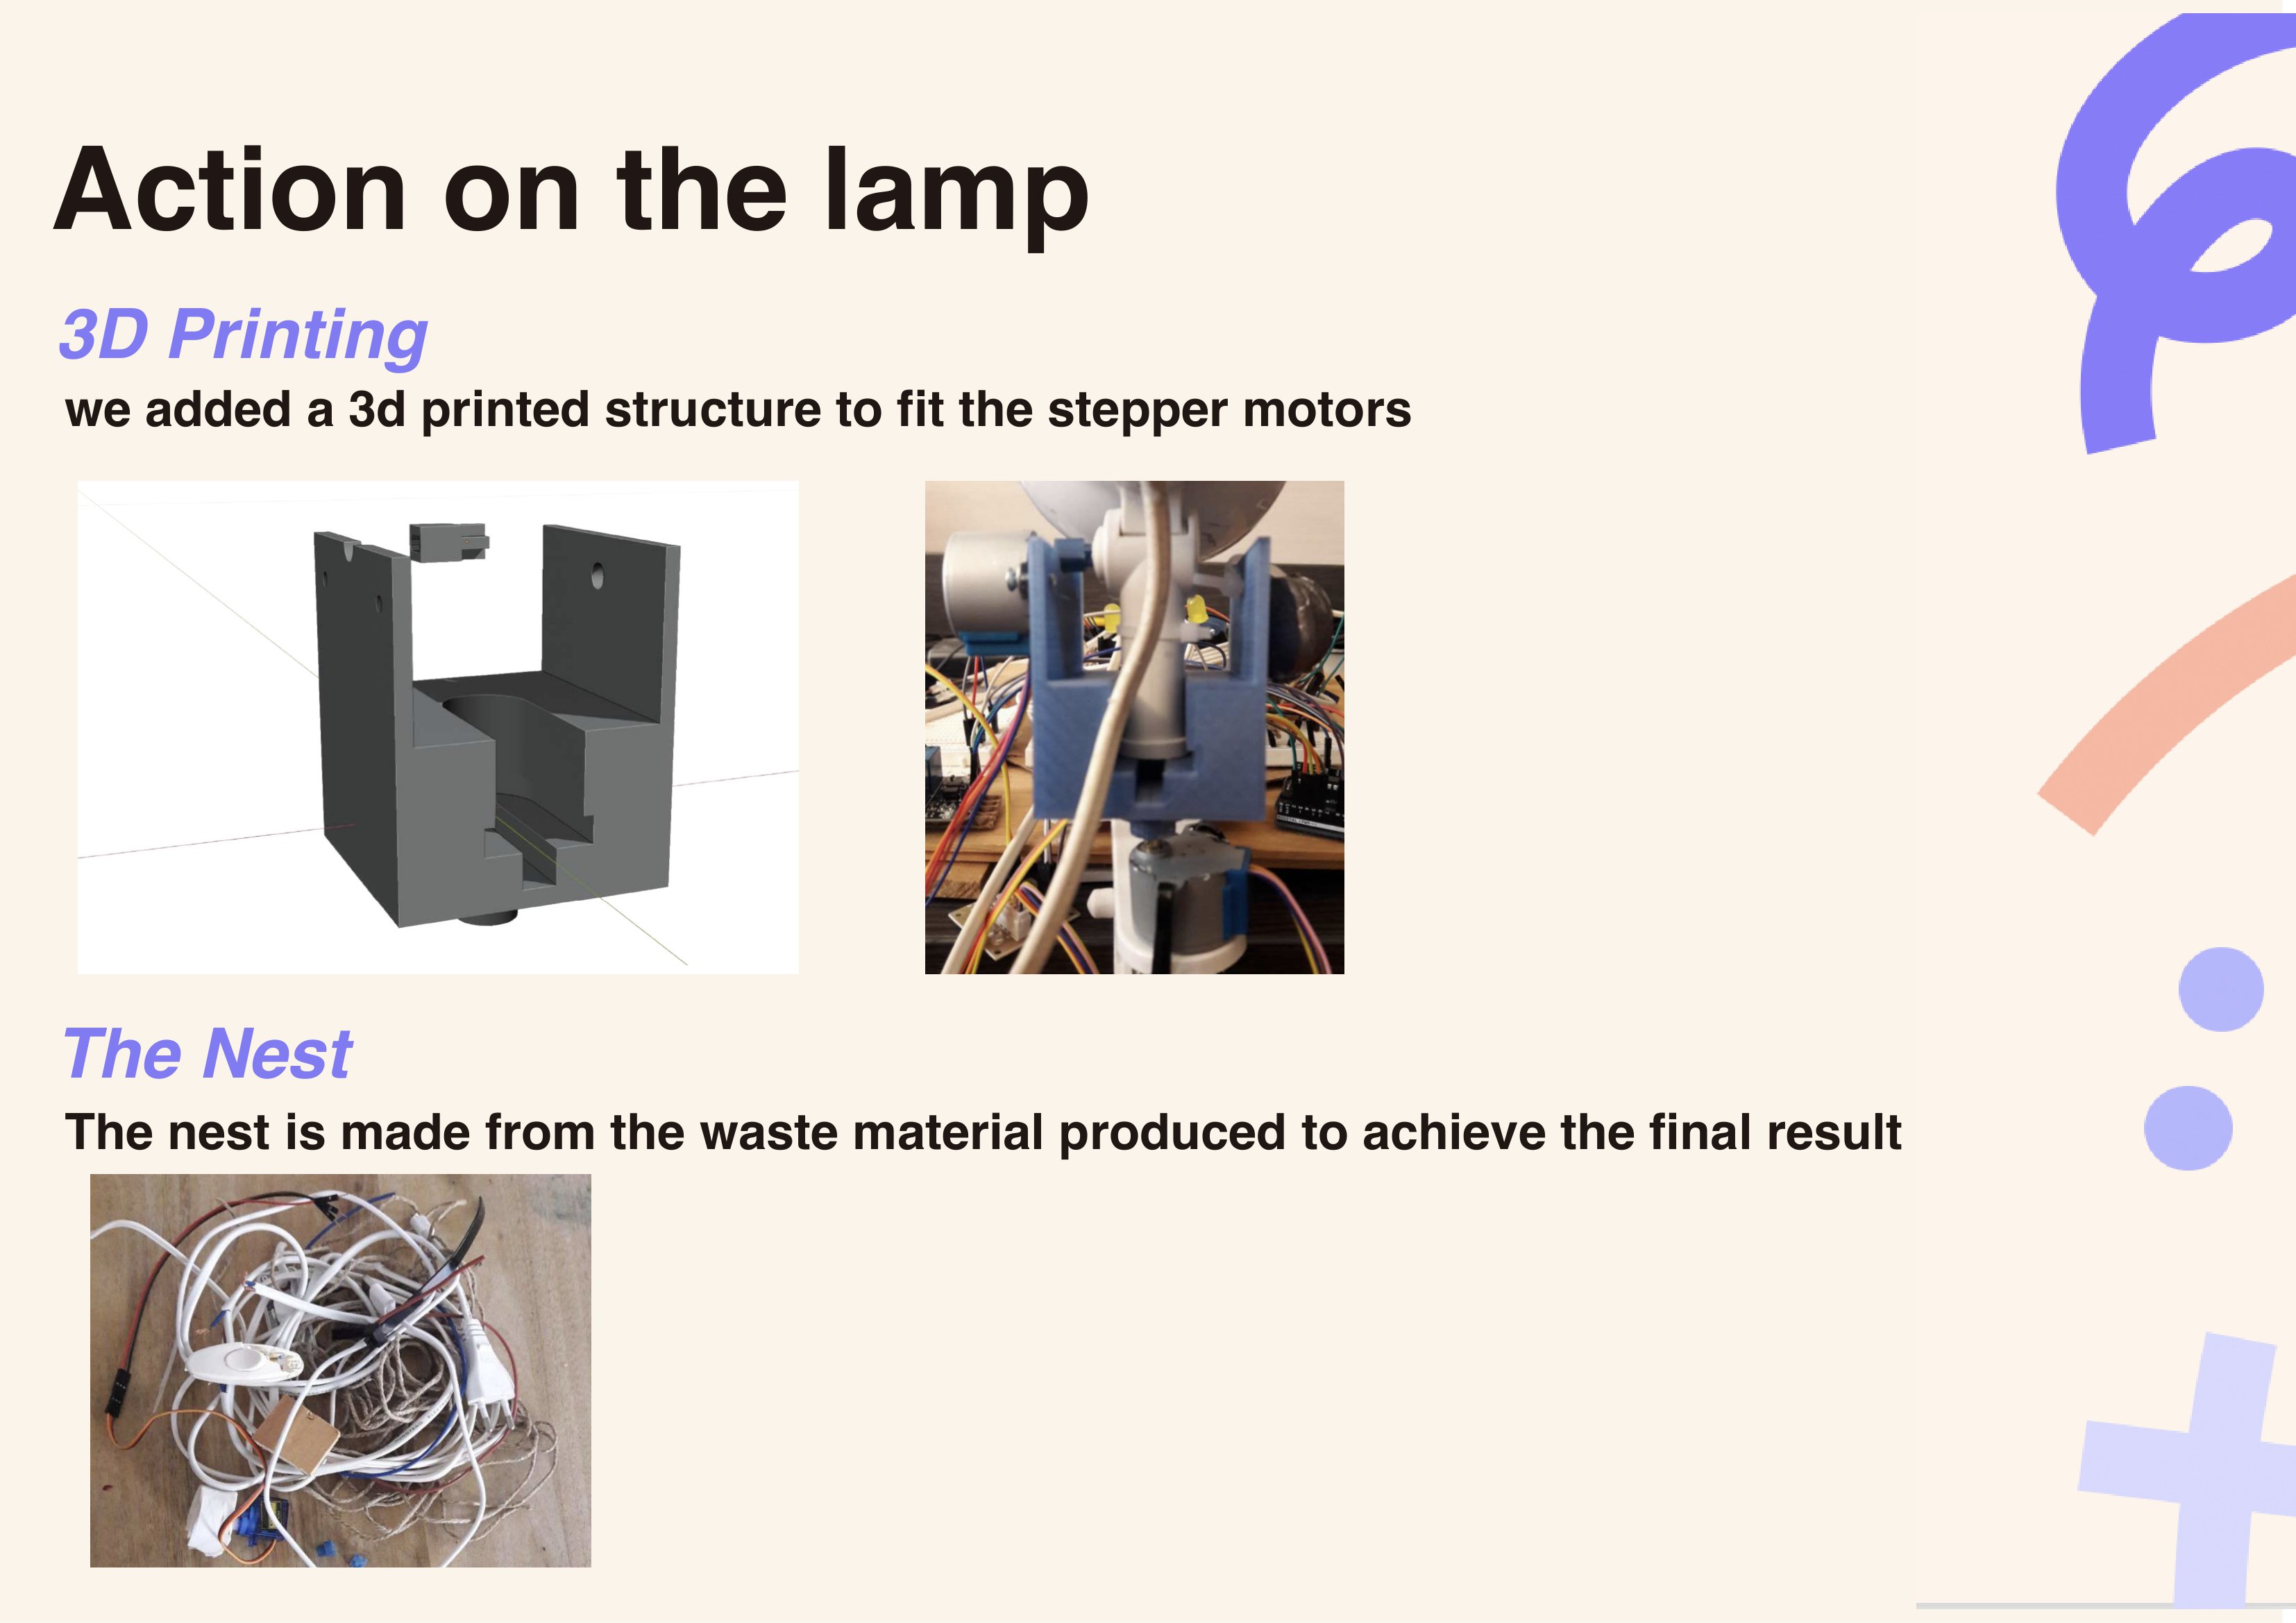 Action on the lamp
3D Printing
we added a 3d printed structure to fit the stepper motors
The Nest
The nest is made from the waste material produced to achieve the final result